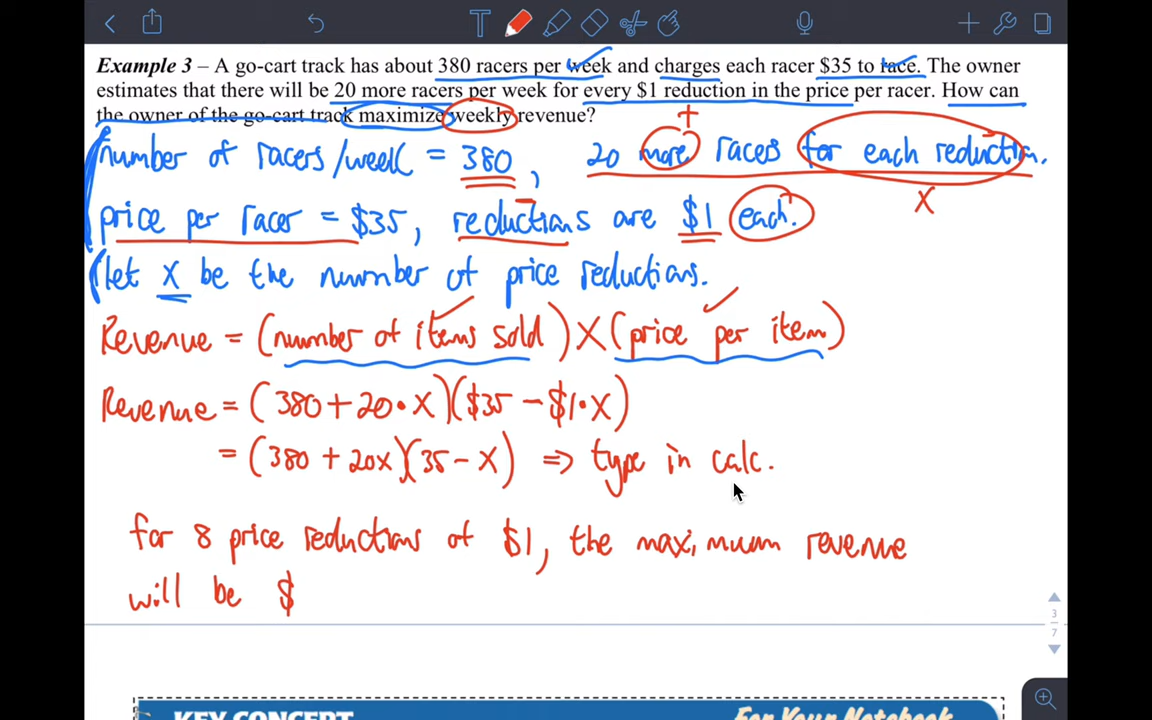 Example 3 – A go-cart track has about 380 racers per week and charges each racer $35 to race. The owner
estimates that there will be 20 more racers per week for every $1 reduction in the price per racer. How can
the owner of the go-cart track maximize weekly revenue?
+
number of racers/week = 380, 20 more races for each reduction.
X
price per racer = $35, reductions are $1 each.
let X be the number of price reductions.
Revenue = (number of items sold) X (price per item)
Revenue = (380 + 20 • X)($35 - $1 • X)
= (380 + 20x)(35 - X) ⇒ type in calc.
for 8 price reductions of $1, the maximum revenue
will be $
3
7
KEY CONCEPT For Your Notebook